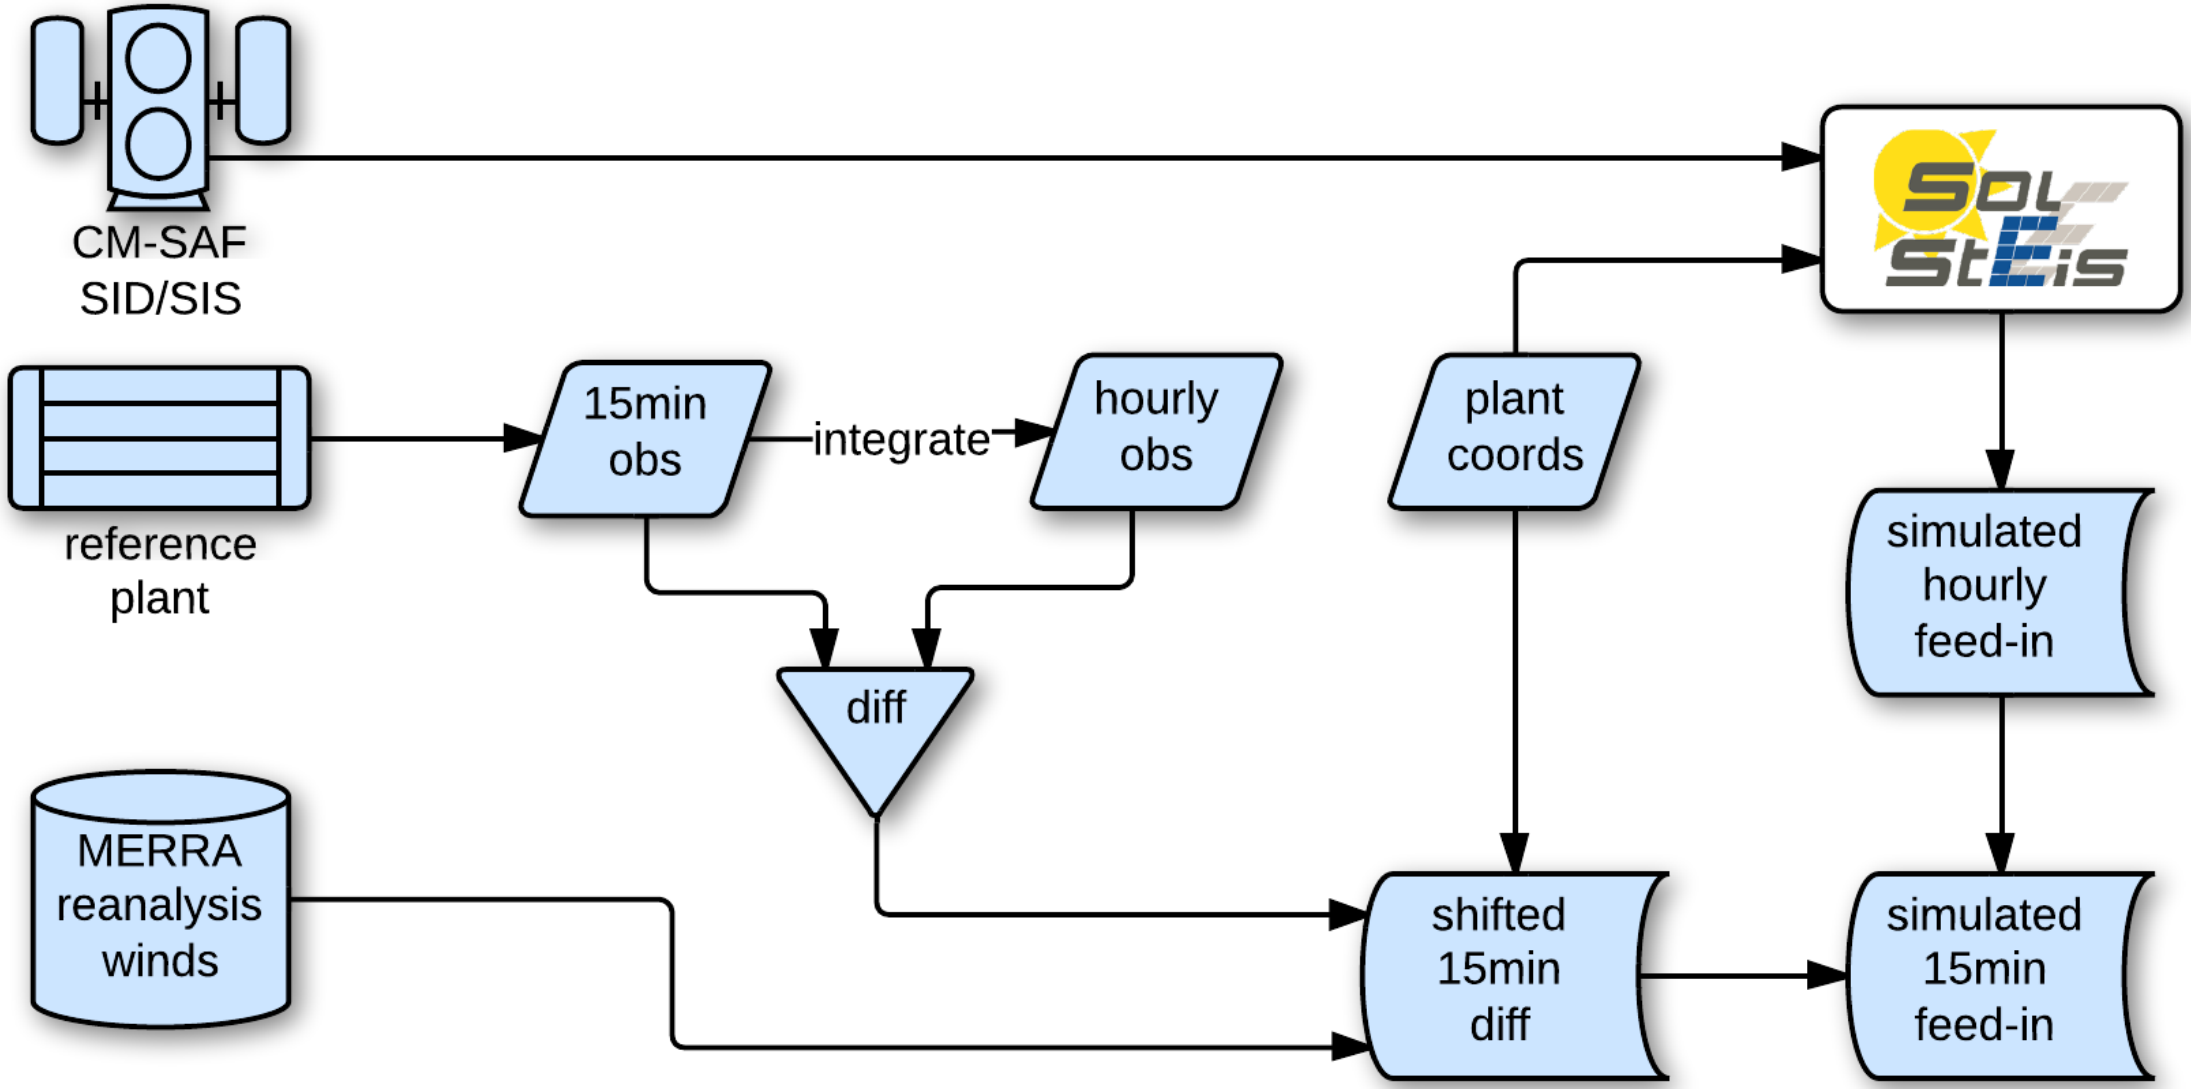 CM-SAF
SID/SIS
Sol
StEis
reference
plant
15min
obs
integrate
hourly
obs
plant
coords
diff
simulated
hourly
feed-in
MERRA
reanalysis
winds
shifted
15min
diff
simulated
15min
feed-in